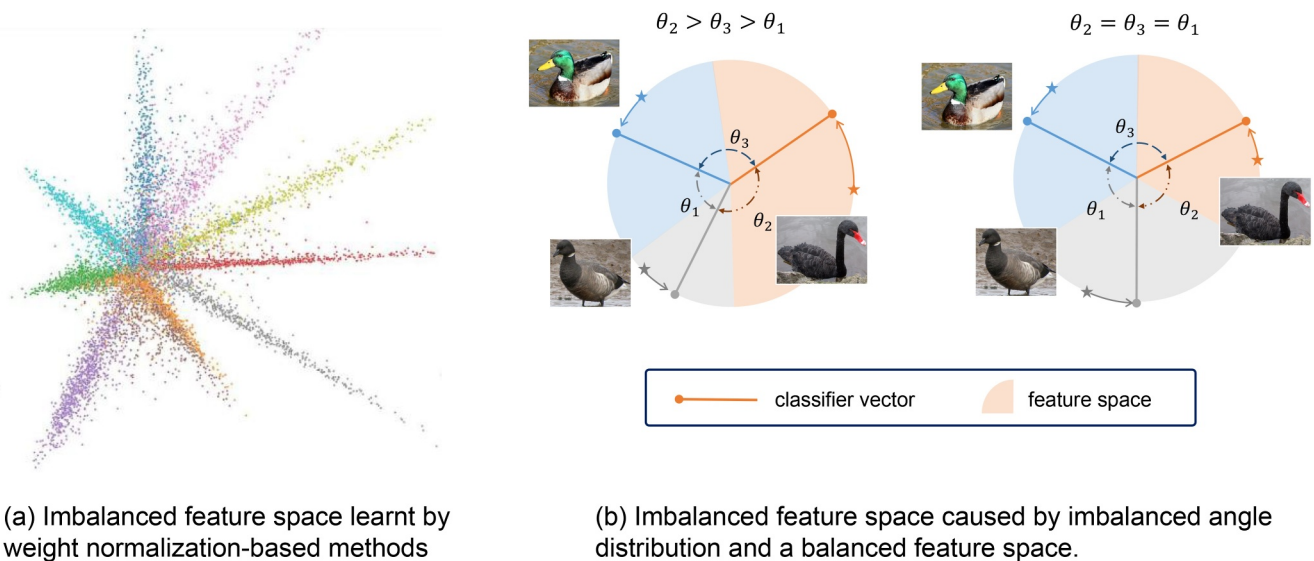 θ₂ > θ₃ > θ₁
θ₂ = θ₃ = θ₁
θ₃
θ₁
θ₂
θ₃
θ₁
θ₂
classifier vector
feature space
(a) Imbalanced feature space learnt by
weight normalization-based methods
(b) Imbalanced feature space caused by imbalanced angle
distribution and a balanced feature space.